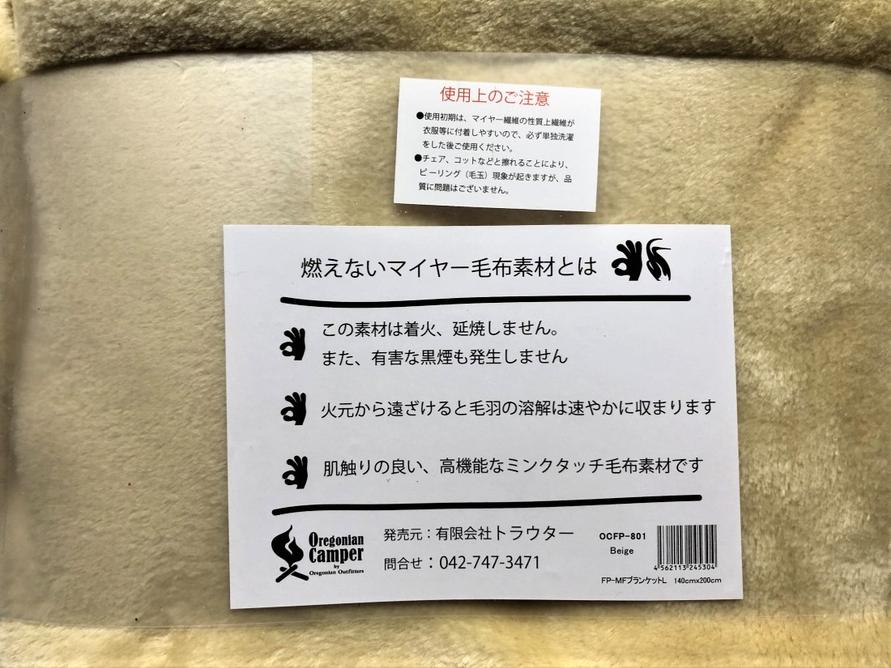 使用上のご注意
●使用初期は、マイヤー繊維の性質上繊維が
衣服等に付着しやすいので、必ず単独洗濯
をした後ご使用ください。
●チェア、コットなどと擦れることにより、
ピーリング（毛玉）現象が起きますが、品
質に問題はございません。
燃えないマイヤー毛布素材とは
この素材は着火、延焼しません。
また、有害な黒煙も発生しません
火元から遠ざけると毛羽の溶解は速やかに収まります
肌触りの良い、高機能なミンクタッチ毛布素材です
Oregonian
Camper
by
Oregonian Outfitters
発売元：有限会社トラウター
問合せ：042-747-3471
OCFP-801
Beige
4562113245304
FP-MFブランケットL 140cmx200cm